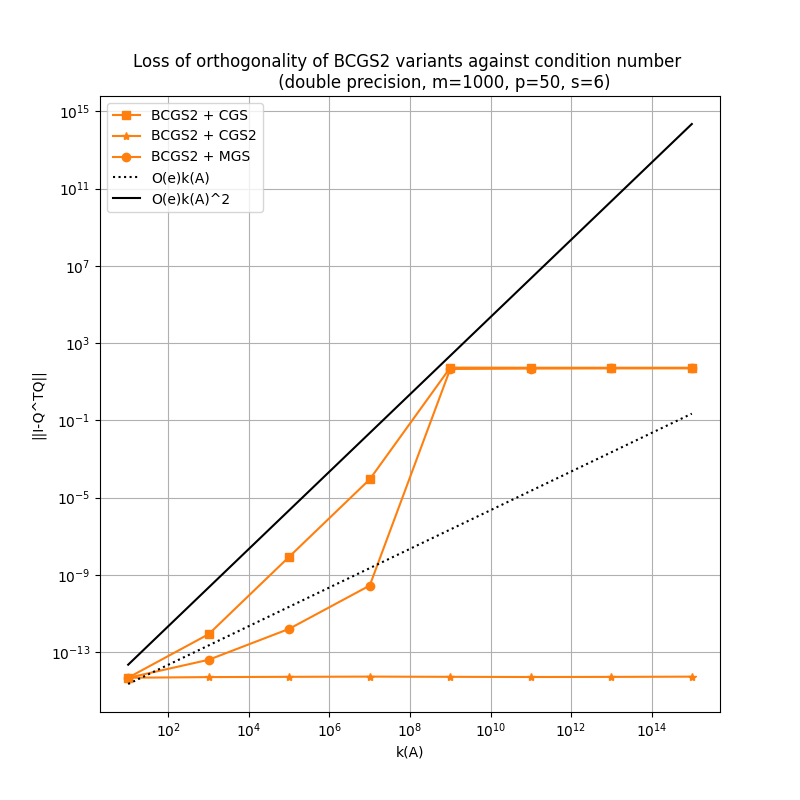 Loss of orthogonality of BCGS2 variants against condition number
(double precision, m=1000, p=50, s=6)
BCGS2 + CGS
BCGS2 + CGS2
BCGS2 + MGS
O(e)k(A)
O(e)k(A)^2
10^15
10^11
10^7
10^3
10^-1
10^-5
10^-9
10^-13
||I-Q^TQ||
10^2 10^4 10^6 10^8 10^10 10^12 10^14
k(A)